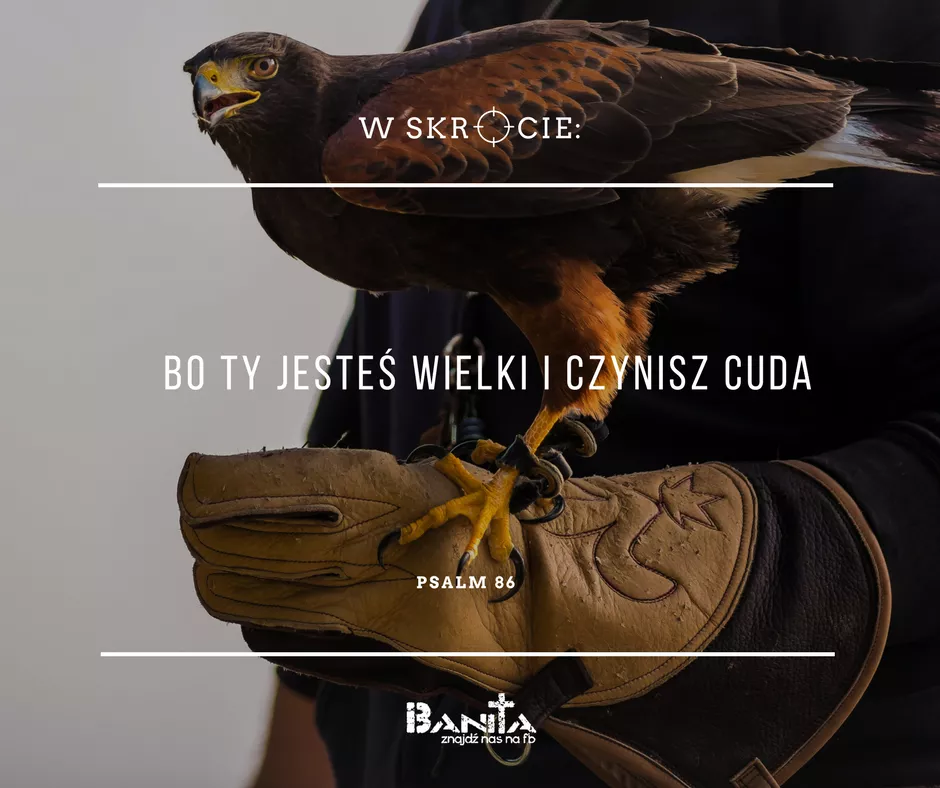 W SKRÓCIE:
BO TY JESTEŚ WIELKI I CZYNISZ CUDA
PSALM 86
BANITA
znajdź nas na fb